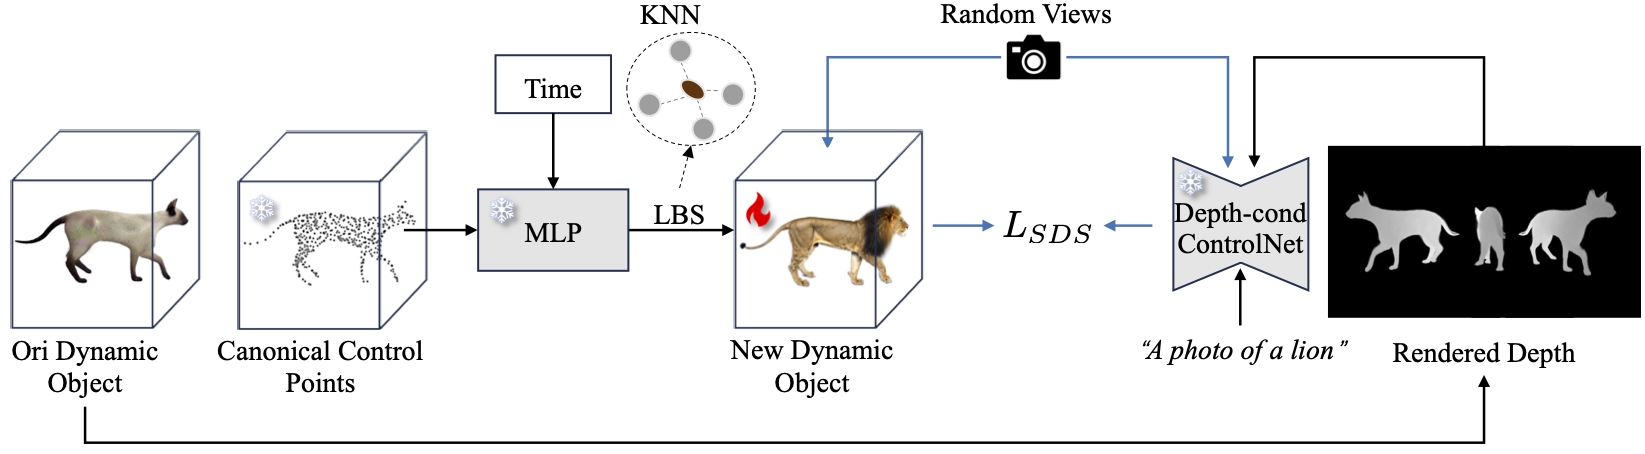 KNN
Random Views
Time
MLP
LBS
L_{SDS}
Depth-cond
ControlNet
Ori Dynamic
Object
Canonical Control
Points
New Dynamic
Object
“A photo of a lion”
Rendered Depth